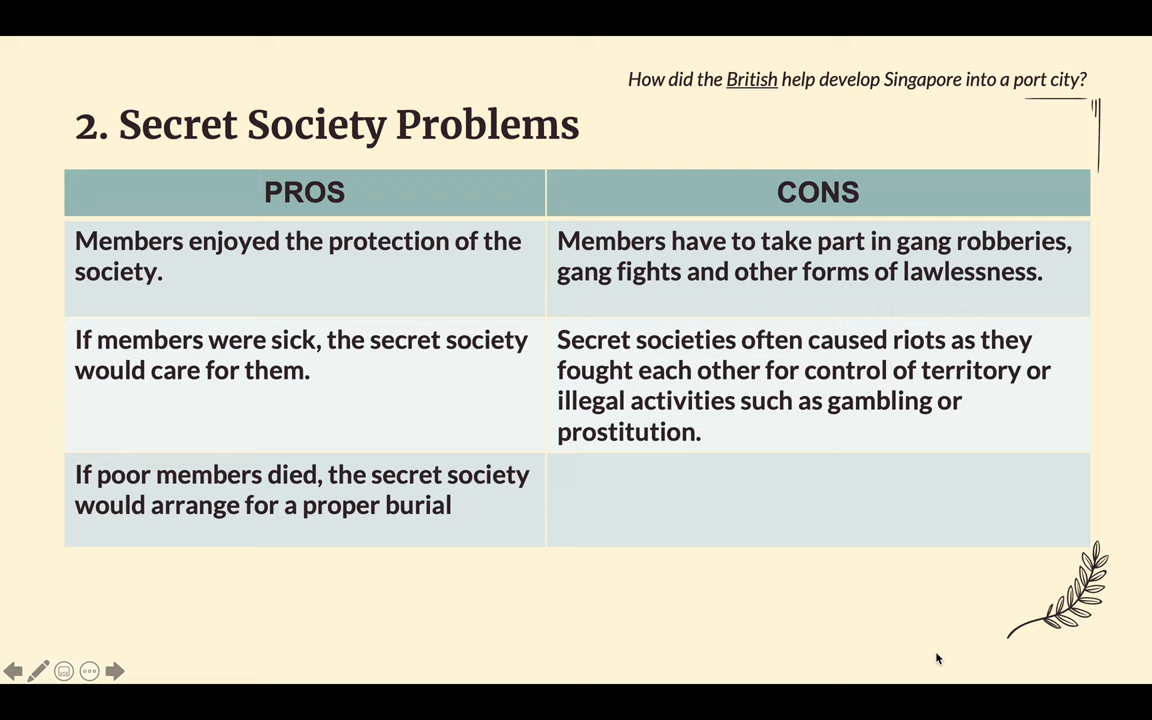 How did the British help develop Singapore into a port city?
2. Secret Society Problems
PROS
CONS
Members enjoyed the protection of the
society.
Members have to take part in gang robberies,
gang fights and other forms of lawlessness.
If members were sick, the secret society
would care for them.
Secret societies often caused riots as they
fought each other for control of territory or
illegal activities such as gambling or
prostitution.
If poor members died, the secret society
would arrange for a proper burial